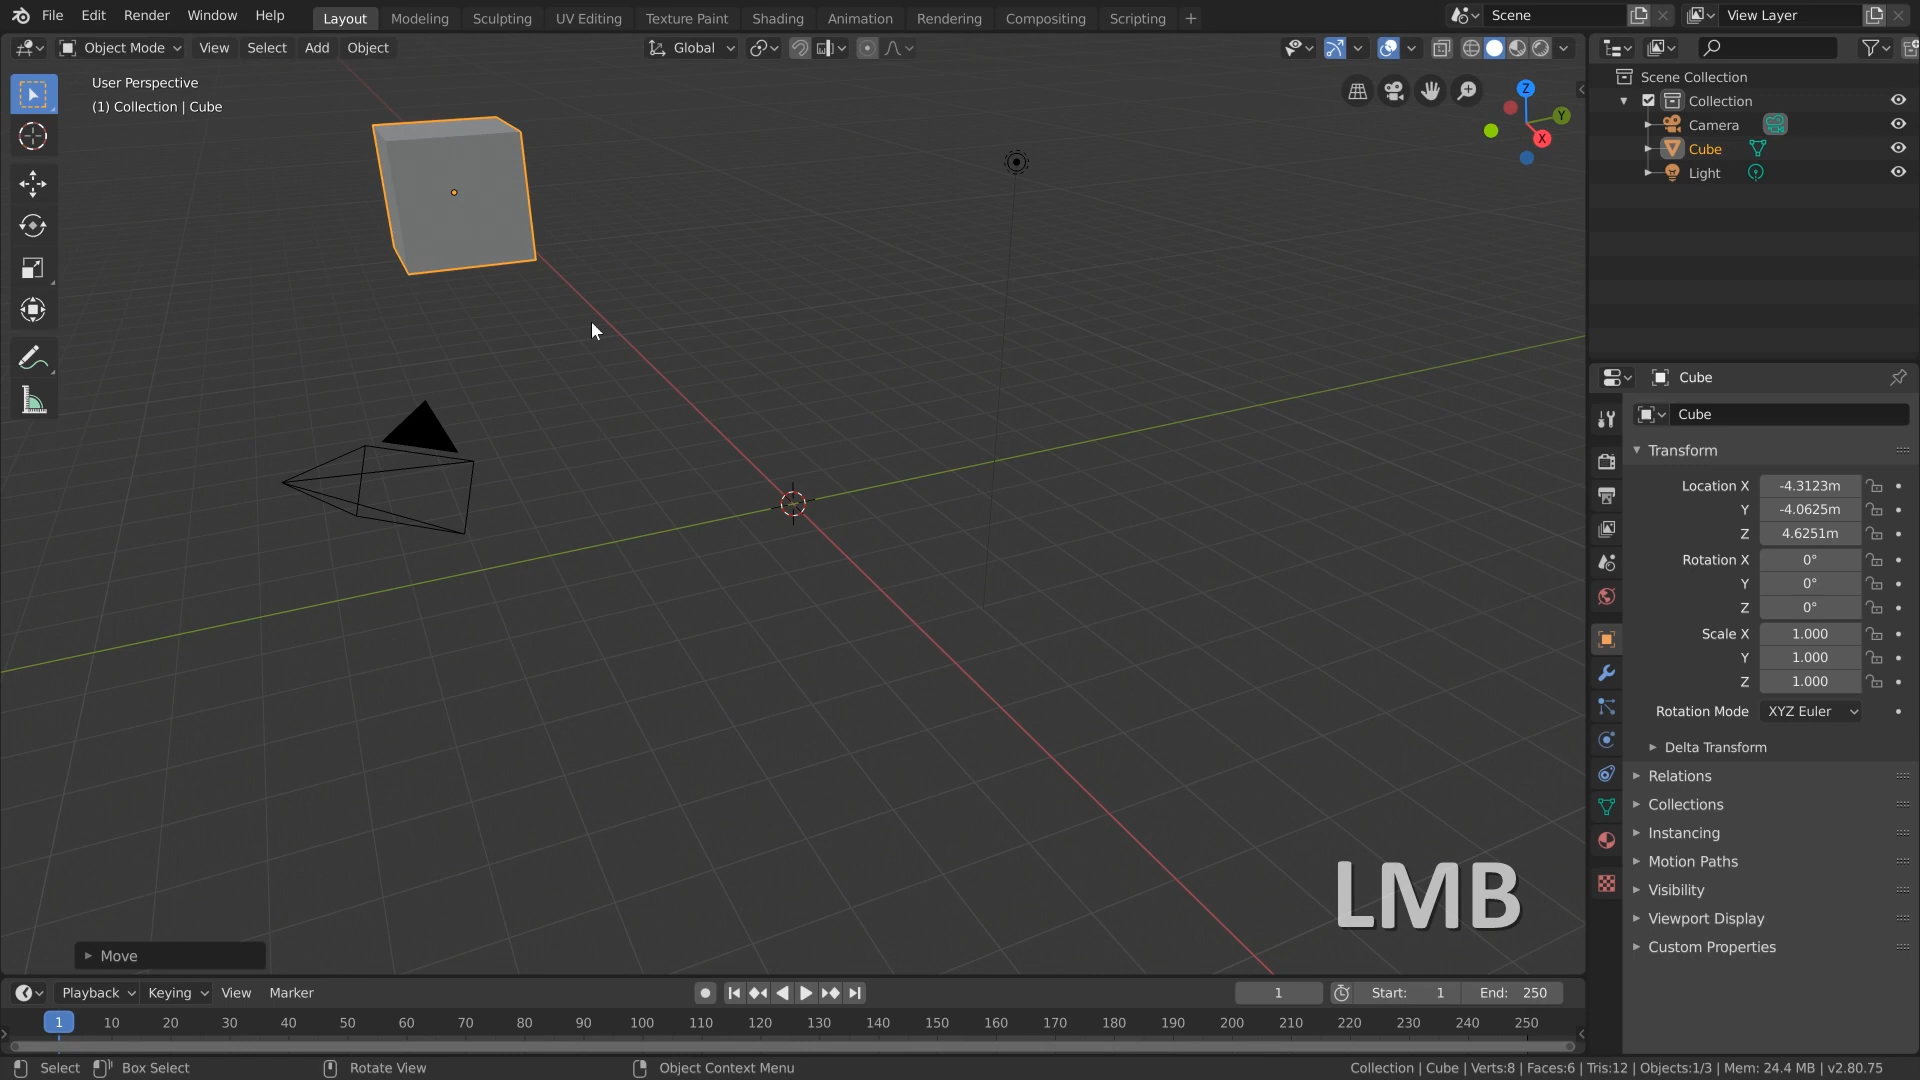 File Edit Render Window Help Layout Modeling Sculpting UV Editing Texture Paint Shading Animation Rendering Compositing Scripting + Scene View Layer
Object Mode View Select Add Object Global
User Perspective
(1) Collection | Cube
Z
Y
X
Scene Collection
Collection
Camera
Cube
Light
Cube
Cube
Transform
Location X -4.3123m
Y -4.0625m
Z 4.6251m
Rotation X 0°
Y 0°
Z 0°
Scale X 1.000
Y 1.000
Z 1.000
Rotation Mode XYZ Euler
Delta Transform
Relations
Collections
Instancing
Motion Paths
Visibility
Viewport Display
Custom Properties
LMB
Move
Playback Keying View Marker 1 Start: 1 End: 250
1 10 20 30 40 50 60 70 80 90 100 110 120 130 140 150 160 170 180 190 200 210 220 230 240 250
Select Box Select Rotate View Object Context Menu Collection | Cube | Verts:8 | Faces:6 | Tris:12 | Objects:1/3 | Mem: 24.4 MB | v2.80.75